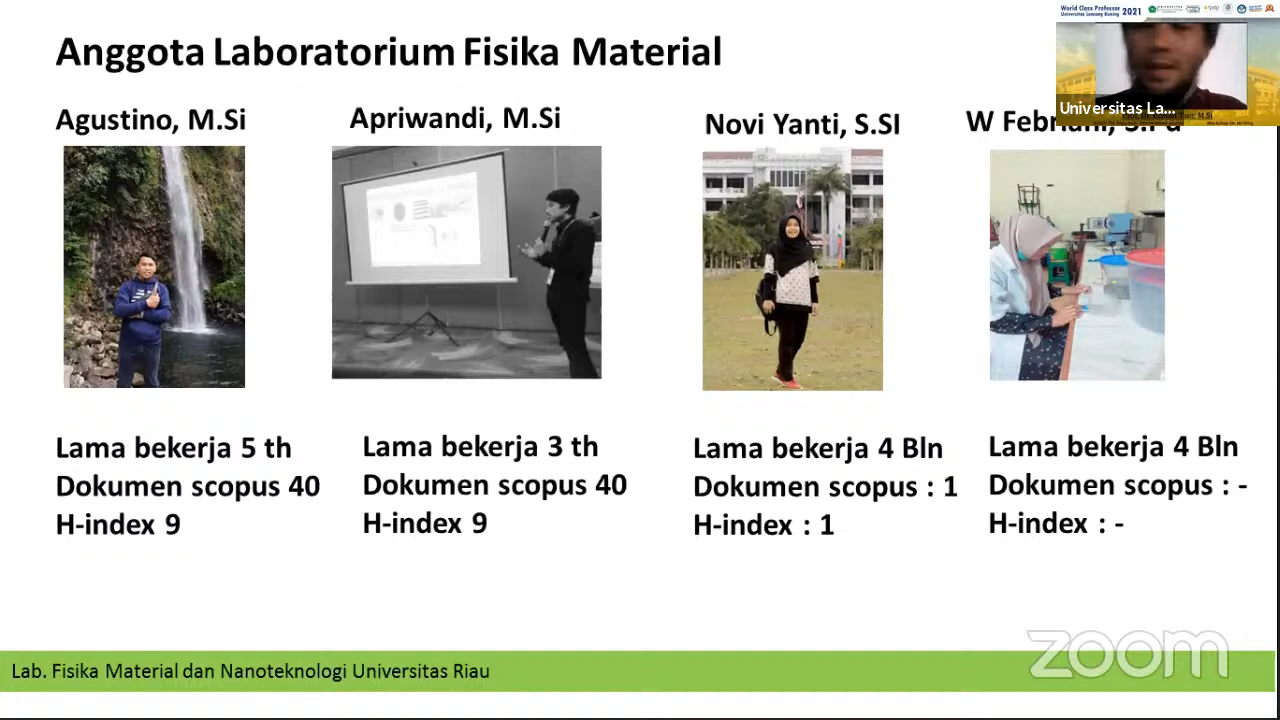 World Class Professor
Universitas Lancang Kuning 2021
Anggota Laboratorium Fisika Material
Universitas La...
Agustino, M.Si
Apriwandi, M.Si
Novi Yanti, S.SI
W Febriani, S.Pd
Lama bekerja 5 th
Dokumen scopus 40
H-index 9
Lama bekerja 3 th
Dokumen scopus 40
H-index 9
Lama bekerja 4 Bln
Dokumen scopus : 1
H-index : 1
Lama bekerja 4 Bln
Dokumen scopus : -
H-index : -
zoom
Lab. Fisika Material dan Nanoteknologi Universitas Riau